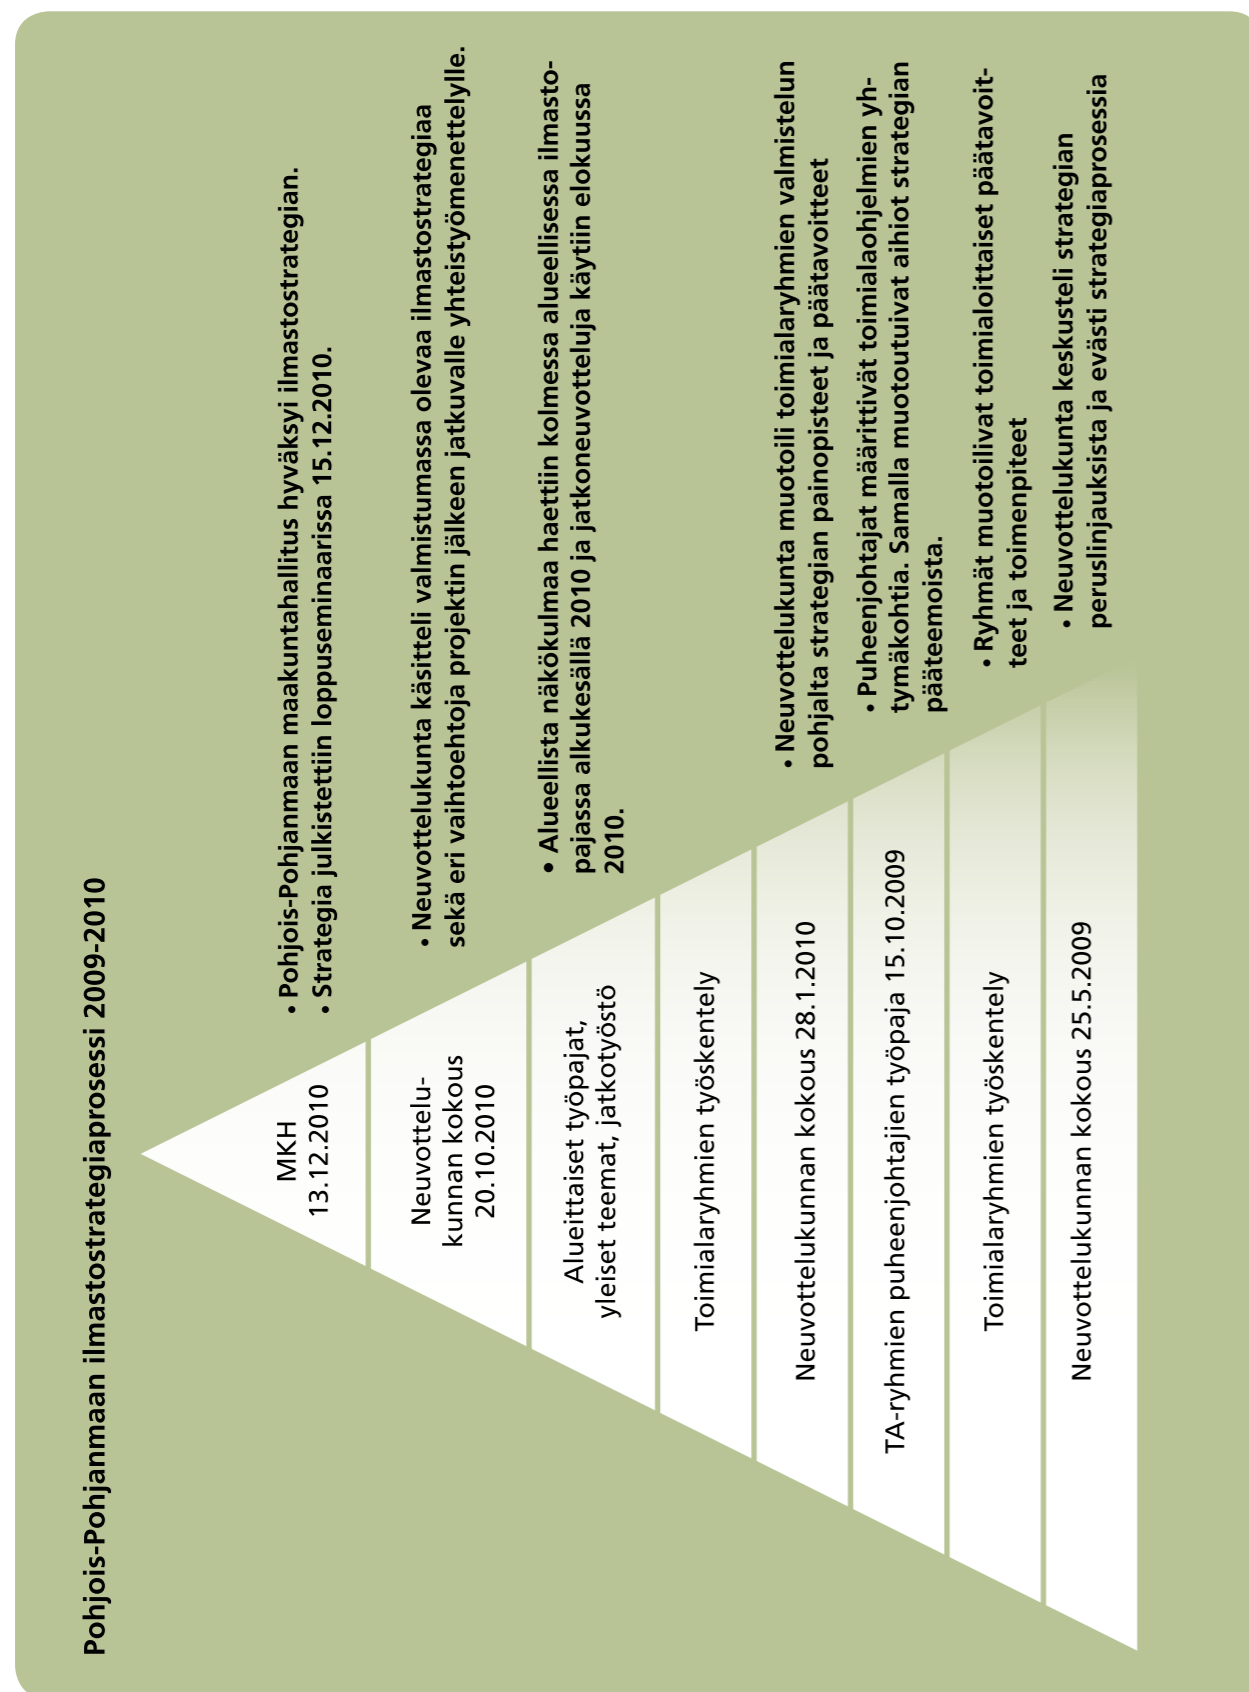 Pohjois-Pohjanmaan ilmastostrategiaprosessi 2009-2010
MKH
13.12.2010
• Pohjois-Pohjanmaan maakuntahallitus hyväksyi ilmastostrategian.
• Strategia julkistettiin loppuseminaarissa 15.12.2010.
Neuvottelu-
kunnan kokous
20.10.2010
• Neuvottelukunta käsitteli valmistumassa olevaa ilmastostrategiaa
sekä eri vaihtoehtoja projektin jälkeen jatkuvalle yhteistyömenettelylle.
Alueittaiset työpajat,
yleiset teemat, jatkotyöstö
• Alueellista näkökulmaa haettiin kolmessa alueellisessa ilmasto-
pajassa alkukesällä 2010 ja jatkoneuvotteluja käytiin elokuussa
2010.
Toimialaryhmien työskentely
Neuvottelukunnan kokous 28.1.2010
• Neuvottelukunta muotoili toimialaryhmien valmistelun
pohjalta strategian painopisteet ja päätavoitteet
TA-ryhmien puheenjohtajien työpaja 15.10.2009
• Puheenjohtajat määrittivät toimialaohjelmien yh-
tymäkohtia. Samalla muotoutuivat aihiot strategian
pääteemoista.
Toimialaryhmien työskentely
• Ryhmät muotoilivat toimialoittaiset päätavoit-
teet ja toimenpiteet
Neuvottelukunnan kokous 25.5.2009
• Neuvottelukunta keskusteli strategian
peruslinjauksista ja evästi strategiaprosessia